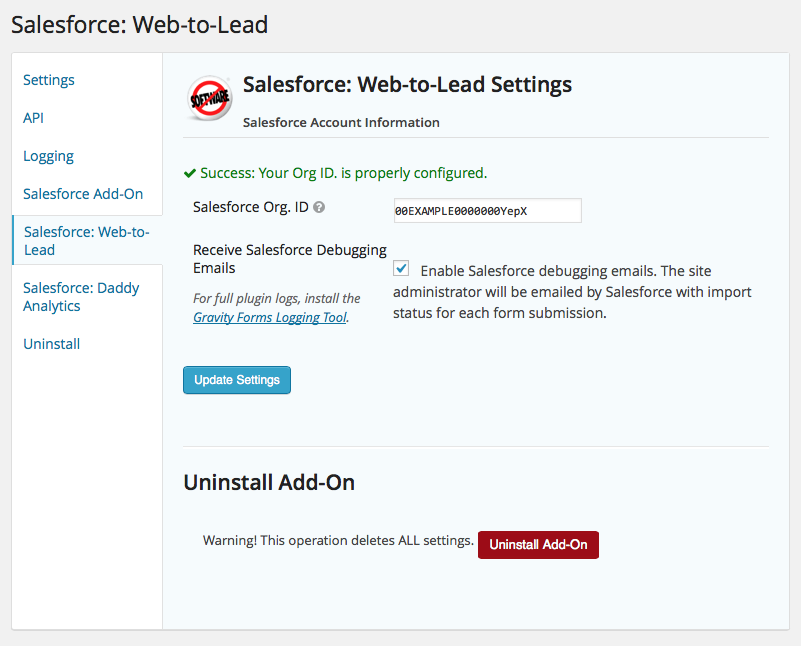 Salesforce: Web-to-Lead
Settings
API
Logging
Salesforce Add-On
Salesforce: Web-to-
Lead
Salesforce: Daddy
Analytics
Uninstall
SOFTWARE
Salesforce: Web-to-Lead Settings
Salesforce Account Information
Success: Your Org ID. is properly configured.
Salesforce Org. ID ?
00EXAMPLE0000000YepX
Receive Salesforce Debugging
Emails
For full plugin logs, install the
Gravity Forms Logging Tool.
Enable Salesforce debugging emails. The site
administrator will be emailed by Salesforce with import
status for each form submission.
Update Settings
Uninstall Add-On
Warning! This operation deletes ALL settings. Uninstall Add-On